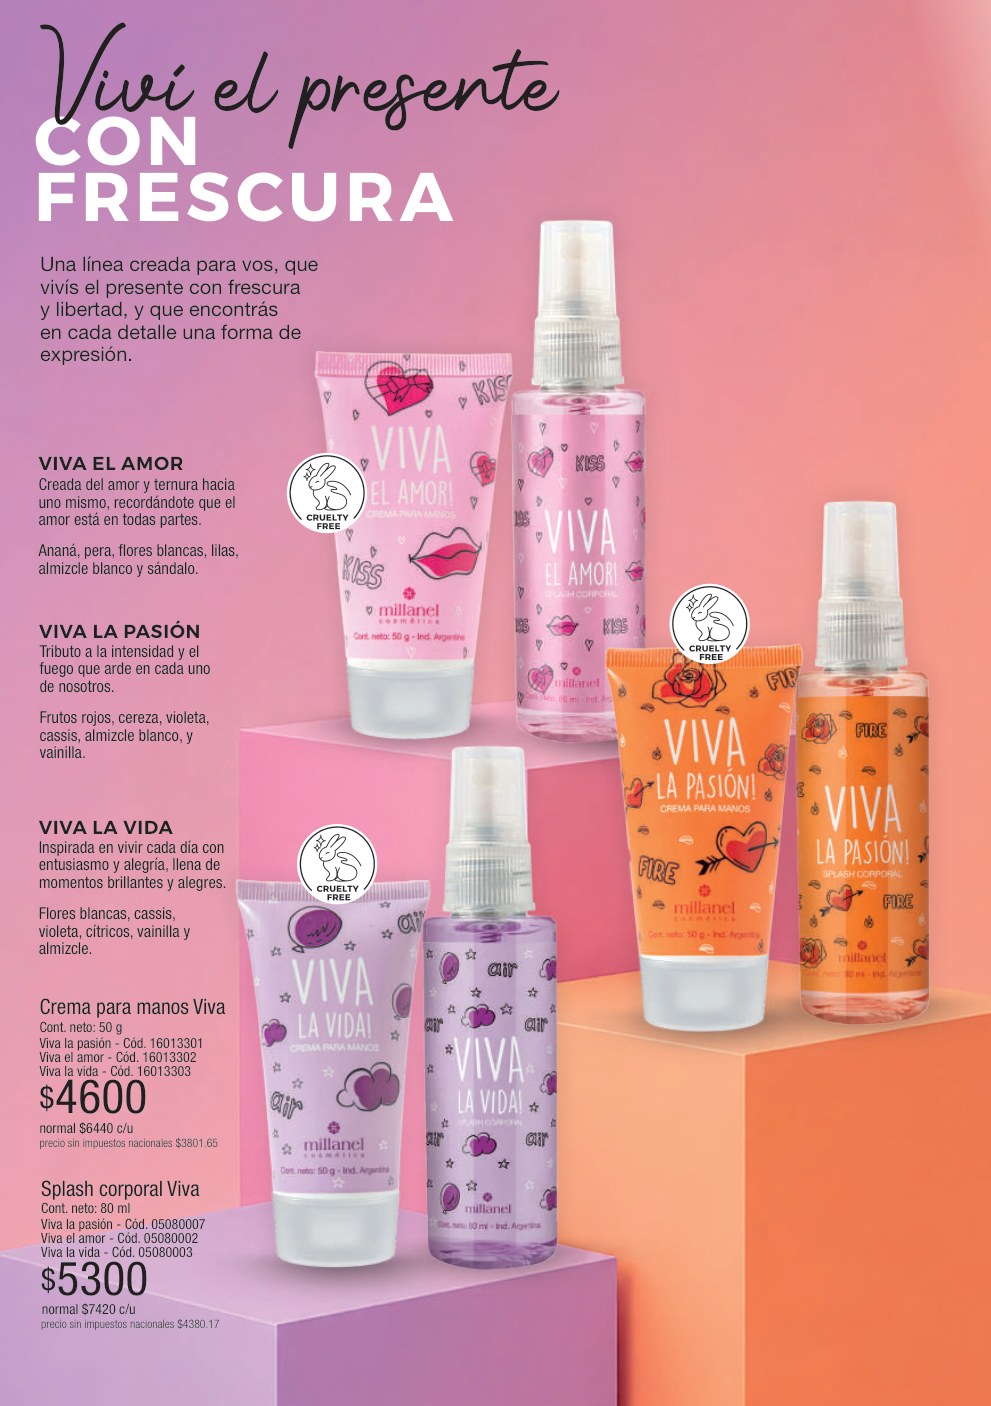 Viví el presente
CON
FRESCURA
Una línea creada para vos, que
vivís el presente con frescura
y libertad, y que encontrás
en cada detalle una forma de
expresión.
VIVA EL AMOR
Creada del amor y ternura hacia
uno mismo, recordándote que el
amor está en todas partes.
Ananá, pera, flores blancas, lilas,
almizcle blanco y sándalo.
VIVA LA PASIÓN
Tributo a la intensidad y el
fuego que arde en cada uno
de nosotros.
Frutos rojos, cereza, violeta,
cassis, almizcle blanco, y
vainilla.
VIVA LA VIDA
Inspirada en vivir cada día con
entusiasmo y alegría, llena de
momentos brillantes y alegres.
Flores blancas, cassis,
violeta, cítricos, vainilla y
almizcle.
Crema para manos Viva
Cont. neto: 50 g
Viva la pasión - Cód. 16013301
Viva el amor - Cód. 16013302
Viva la vida - Cód. 16013303
$4600
normal $6440 c/u
precio sin impuestos nacionales $3801.65
Splash corporal Viva
Cont. neto: 80 ml
Viva la pasión - Cód. 05080007
Viva el amor - Cód. 05080002
Viva la vida - Cód. 05080003
$5300
normal $7420 c/u
precio sin impuestos nacionales $4380.17
KISS
VIVA
EL AMOR!
CREMA PARA MANOS
KISS
millanel
cosmética
Cont. neto: 50 g - Ind. Argentina
CRUELTY
FREE
KISS
KISS
VIVA
EL AMOR!
SPLASH CORPORAL
KISS
KISS
millanel
CRUELTY
FREE
FIRE
VIVA
LA PASIÓN!
CREMA PARA MANOS
FIRE
millanel
cosmética
Cont. neto: 50 g - Ind. Argentina
FIRE
VIVA
LA PASIÓN!
SPLASH CORPORAL
FIRE
millanel
80 ml - Ind. Argentina
CRUELTY
FREE
air
VIVA
LA VIDA!
CREMA PARA MANOS
air
millanel
cosmética
Cont. neto: 50 g - Ind. Argentina
air
air
air
VIVA
LA VIDA!
SPLASH CORPORAL
air
air
millanel
Cont. neto: 80 ml - Ind. Argentina